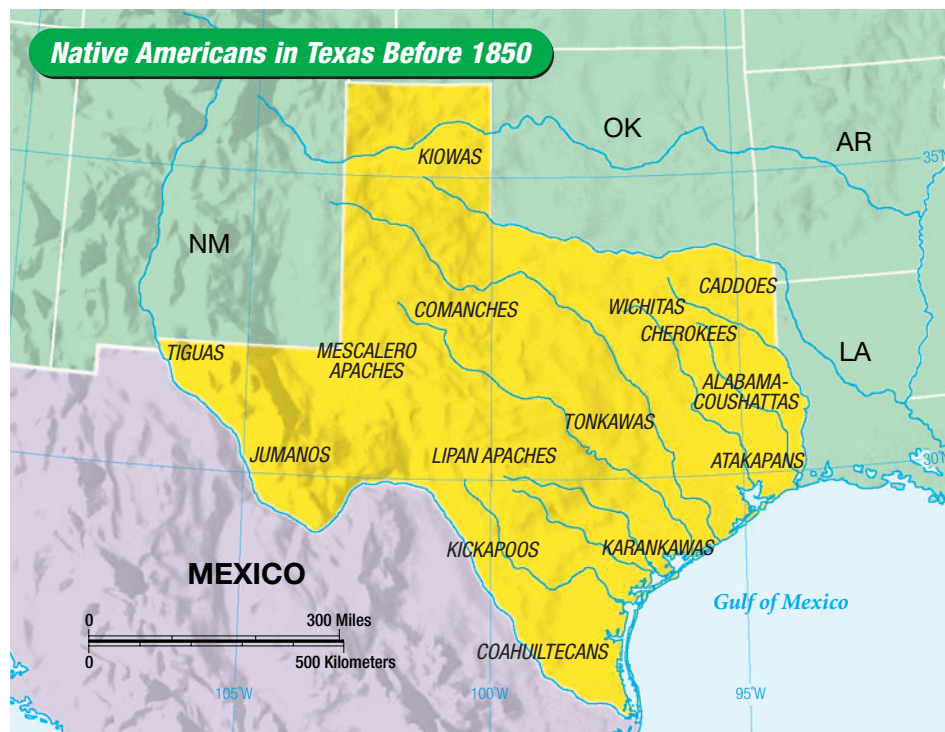 Native Americans in Texas Before 1850
OK
AR
35°N
KIOWAS
NM
CADDOES
WICHITAS
COMANCHES
CHEROKEES
TIGUAS
MESCALERO
APACHES
LA
ALABAMA-
COUSHATTAS
TONKAWAS
JUMANOS
LIPAN APACHES
ATAKAPANS
30°N
KICKAPOOS
KARANKAWAS
MEXICO
Gulf of Mexico
0 300 Miles
0 500 Kilometers
COAHUILTECANS
105°W
100°W
95°W